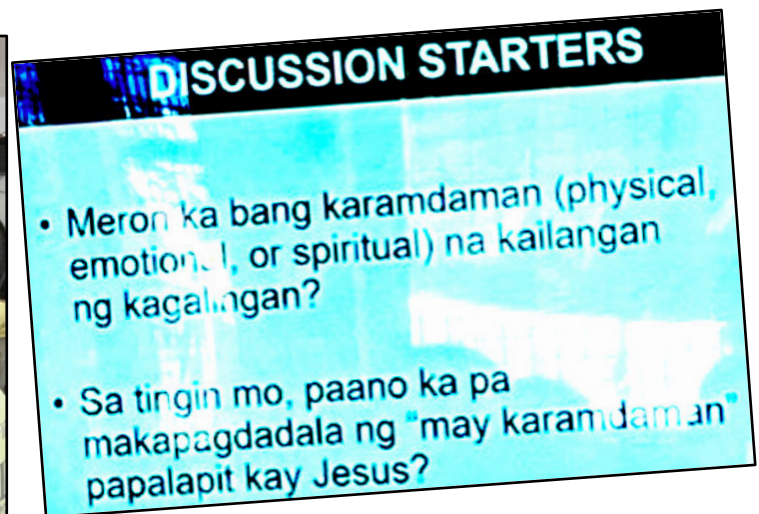 DISCUSSION STARTERS
• Meron ka bang karamdaman (physical,
emotional, or spiritual) na kailangan
ng kagalingan?
• Sa tingin mo, paano ka pa
makapagdadala ng "may karamdaman"
papalapit kay Jesus?